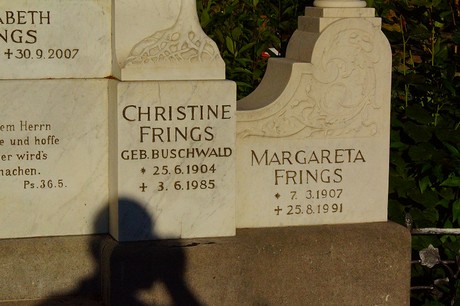 ABETH
NGS
✝ 30.9.2007
em Herrn
e und hoffe
er wird's
machen.
Ps. 36.5.
CHRISTINE
FRINGS
GEB. BUSCHWALD
* 25.6.1904
✝ 3.6.1985
MARGARETA
FRINGS
* 7.3.1907
✝ 25.8.1991